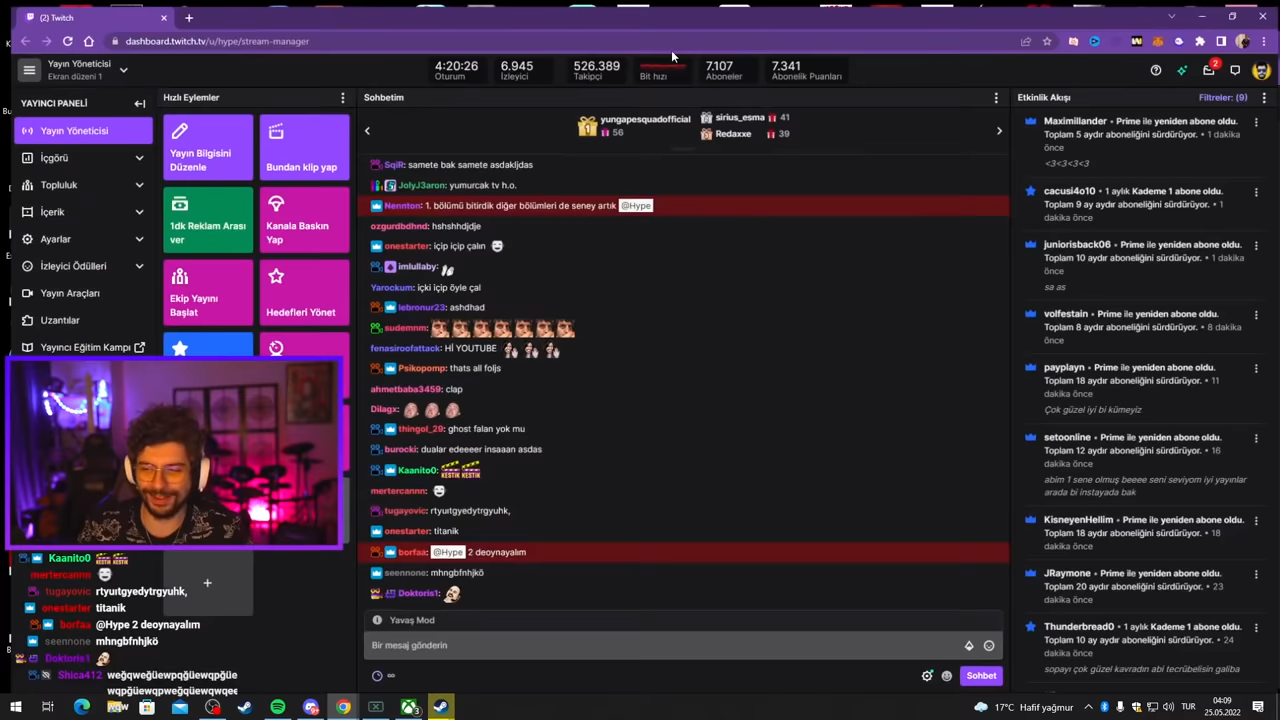 (2) Twitch
dashboard.twitch.tv/u/hype/stream-manager
Yayın Yöneticisi
Ekran düzeni 1
4:20:26
Oturum
6.945
İzleyici
526.389
Takipçi
Bit hızı
7.107
Aboneler
7.341
Abonelik Puanları
2
YAYINCI PANELİ
Yayın Yöneticisi
İçgörü
Topluluk
İçerik
Ayarlar
İzleyici Ödülleri
Yayın Araçları
Uzantılar
Yayıncı Eğitim Kampı
Hızlı Eylemler
Yayın Bilgisini
Düzenle
Bundan klip yap
1dk Reklam Arası
ver
Kanala Baskın
Yap
Ekip Yayını
Başlat
Hedefleri Yönet
Sohbetim
1 yungapesquadofficial
56
sirius_esma 41
Redaxxe 39
SqiR: samete bak samete asdakljdas
JolyJ3aron: yumurcak tv h.o.
Nennton: 1. bölümü bitirdik diğer bölümleri de seney artık @Hype
ozgurdbdhnd: hshshhdjdje
onestarter: içip içip çalın
imlullaby:
Yarockum: içki içip öyle çal
lebronur23: ashdhad
sudemnm:
fenasiroofattack: Hİ YOUTUBE
Psikopomp: thats all foljs
ahmetbaba3459: clap
Dilagx:
thingol_29: ghost falan yok mu
burocki: dualar edeeeer insaaan asdas
Kaanito0: KESTIK KESTIK
mertercannn:
tugayovic: rtyuıtgyedytrgyuhk,
onestarter: titanik
borfaa: @Hype 2 deoynayalım
seennone: mhngbfnhjkö
Doktoris1:
Yavaş Mod
Bir mesaj gönderin
Sohbet
Etkinlik Akışı
Filtreler: (9)
Maximillander • Prime ile yeniden abone oldu.
Toplam 5 aydır aboneliğini sürdürüyor. • 1 dakika
önce
<3<3<3<3
cacusi4o10 • 1 aylık Kademe 1 abone oldu.
Toplam 9 ay aydır aboneliğini sürdürüyor. • 1
dakika önce
juniorisback06 • Prime ile yeniden abone oldu.
Toplam 10 aydır aboneliğini sürdürüyor. • 1 dakika
önce
sa as
volfestain • Prime ile yeniden abone oldu.
Toplam 8 aydır aboneliğini sürdürüyor. • 8 dakika
önce
payplayn • Prime ile yeniden abone oldu.
Toplam 18 aydır aboneliğini sürdürüyor. • 11
dakika önce
Çok güzel iyi bi kümeyiz
setoonline • Prime ile yeniden abone oldu.
Toplam 12 aydır aboneliğini sürdürüyor. • 16
dakika önce
abim 1 sene olmuş beeee seni seviyom iyi yayınlar
arada bi instayada bak
KisneyenHellim • Prime ile yeniden abone oldu.
Toplam 18 aydır aboneliğini sürdürüyor. • 18
dakika önce
JRaymone • Prime ile yeniden abone oldu.
Toplam 20 aydır aboneliğini sürdürüyor. • 23
dakika önce
Thunderbread0 • 1 aylık Kademe 1 abone oldu.
Toplam 10 ay aydır aboneliğini sürdürüyor. • 24
dakika önce
sopayı çok güzel kavradın abi tecrübelisin galiba
Kaanito0 KESTIK KESTIK
mertercannn
tugayovic rtyuıtgyedytrgyuhk,
onestarter titanik
borfaa @Hype 2 deoynayalım
seennone mhngbfnhjkö
Doktoris1
Shica412
17°C Hafif yağmur
TUR
04:09
25.05.2022